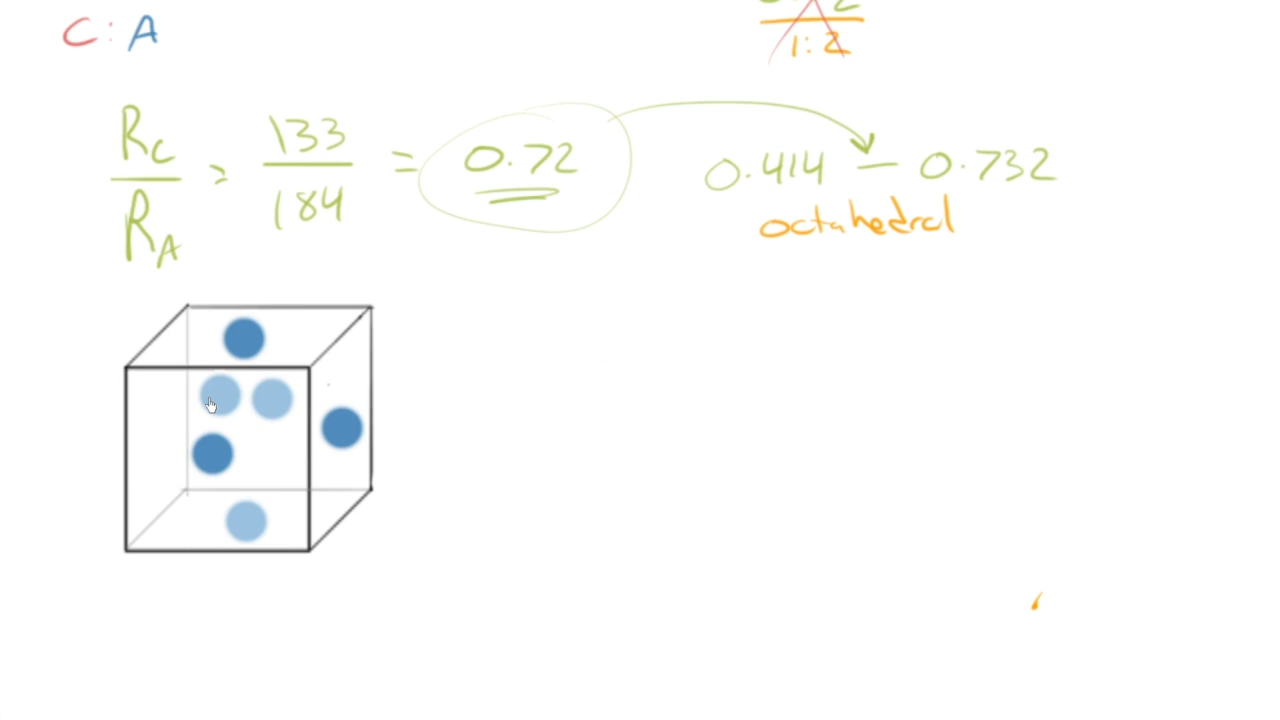 C : A
1:2
Rc / RA = 133 / 184 = 0.72
0.414 – 0.732
octahedral